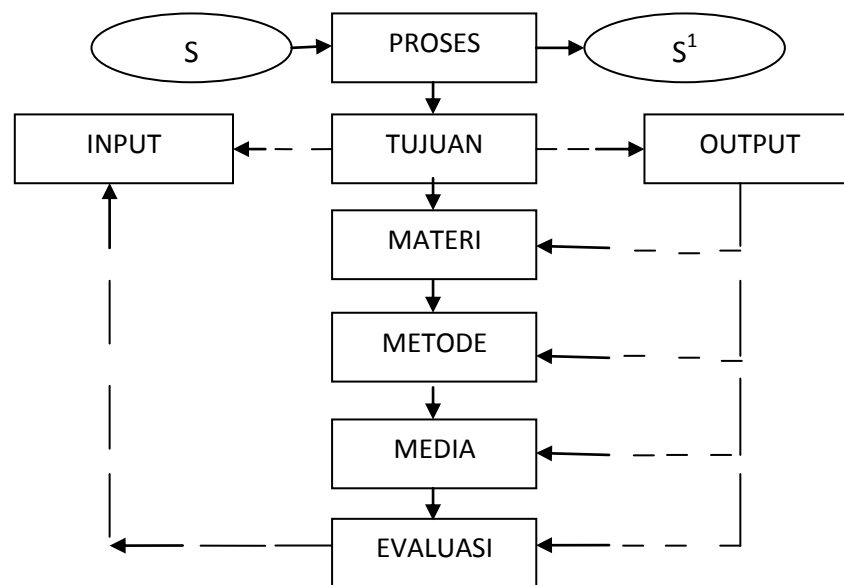 S
PROSES
S¹
INPUT
TUJUAN
OUTPUT
MATERI
METODE
MEDIA
EVALUASI